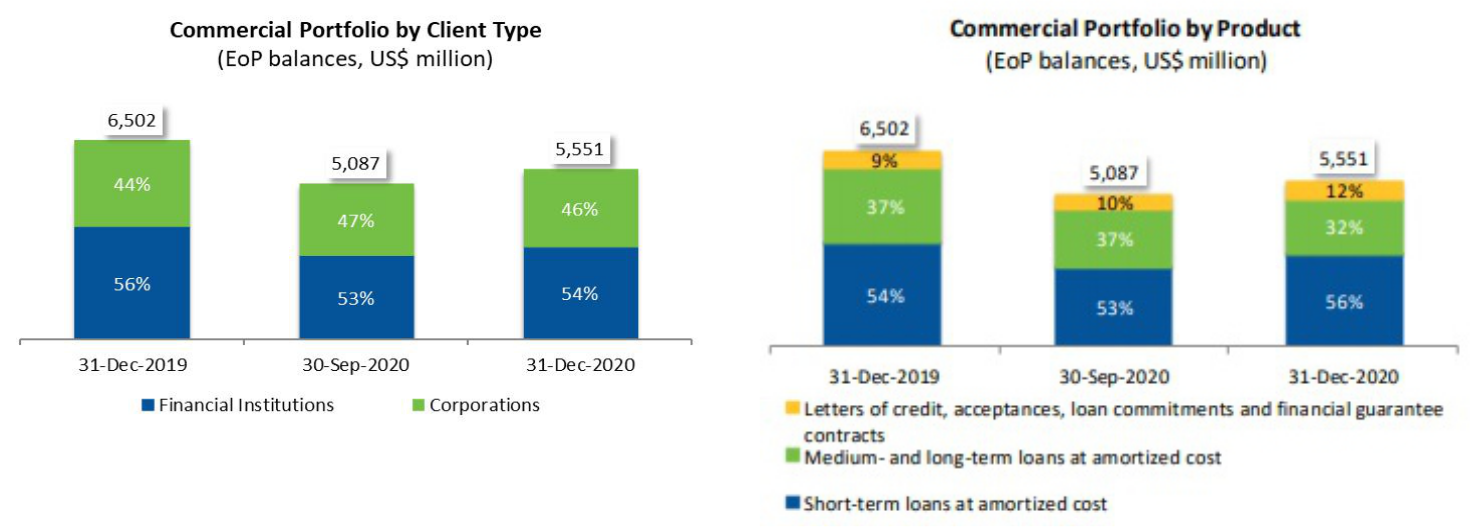 Commercial Portfolio by Client Type
(EoP balances, US$ million)
6,502
5,087
5,551
44%
47%
46%
56%
53%
54%
31-Dec-2019
30-Sep-2020
31-Dec-2020
Financial Institutions
Corporations
Commercial Portfolio by Product
(EoP balances, US$ million)
6,502
5,087
5,551
9%
10%
12%
37%
37%
32%
54%
53%
56%
31-Dec-2019
30-Sep-2020
31-Dec-2020
Letters of credit, acceptances, loan commitments and financial guarantee
contracts
Medium- and long-term loans at amortized cost
Short-term loans at amortized cost